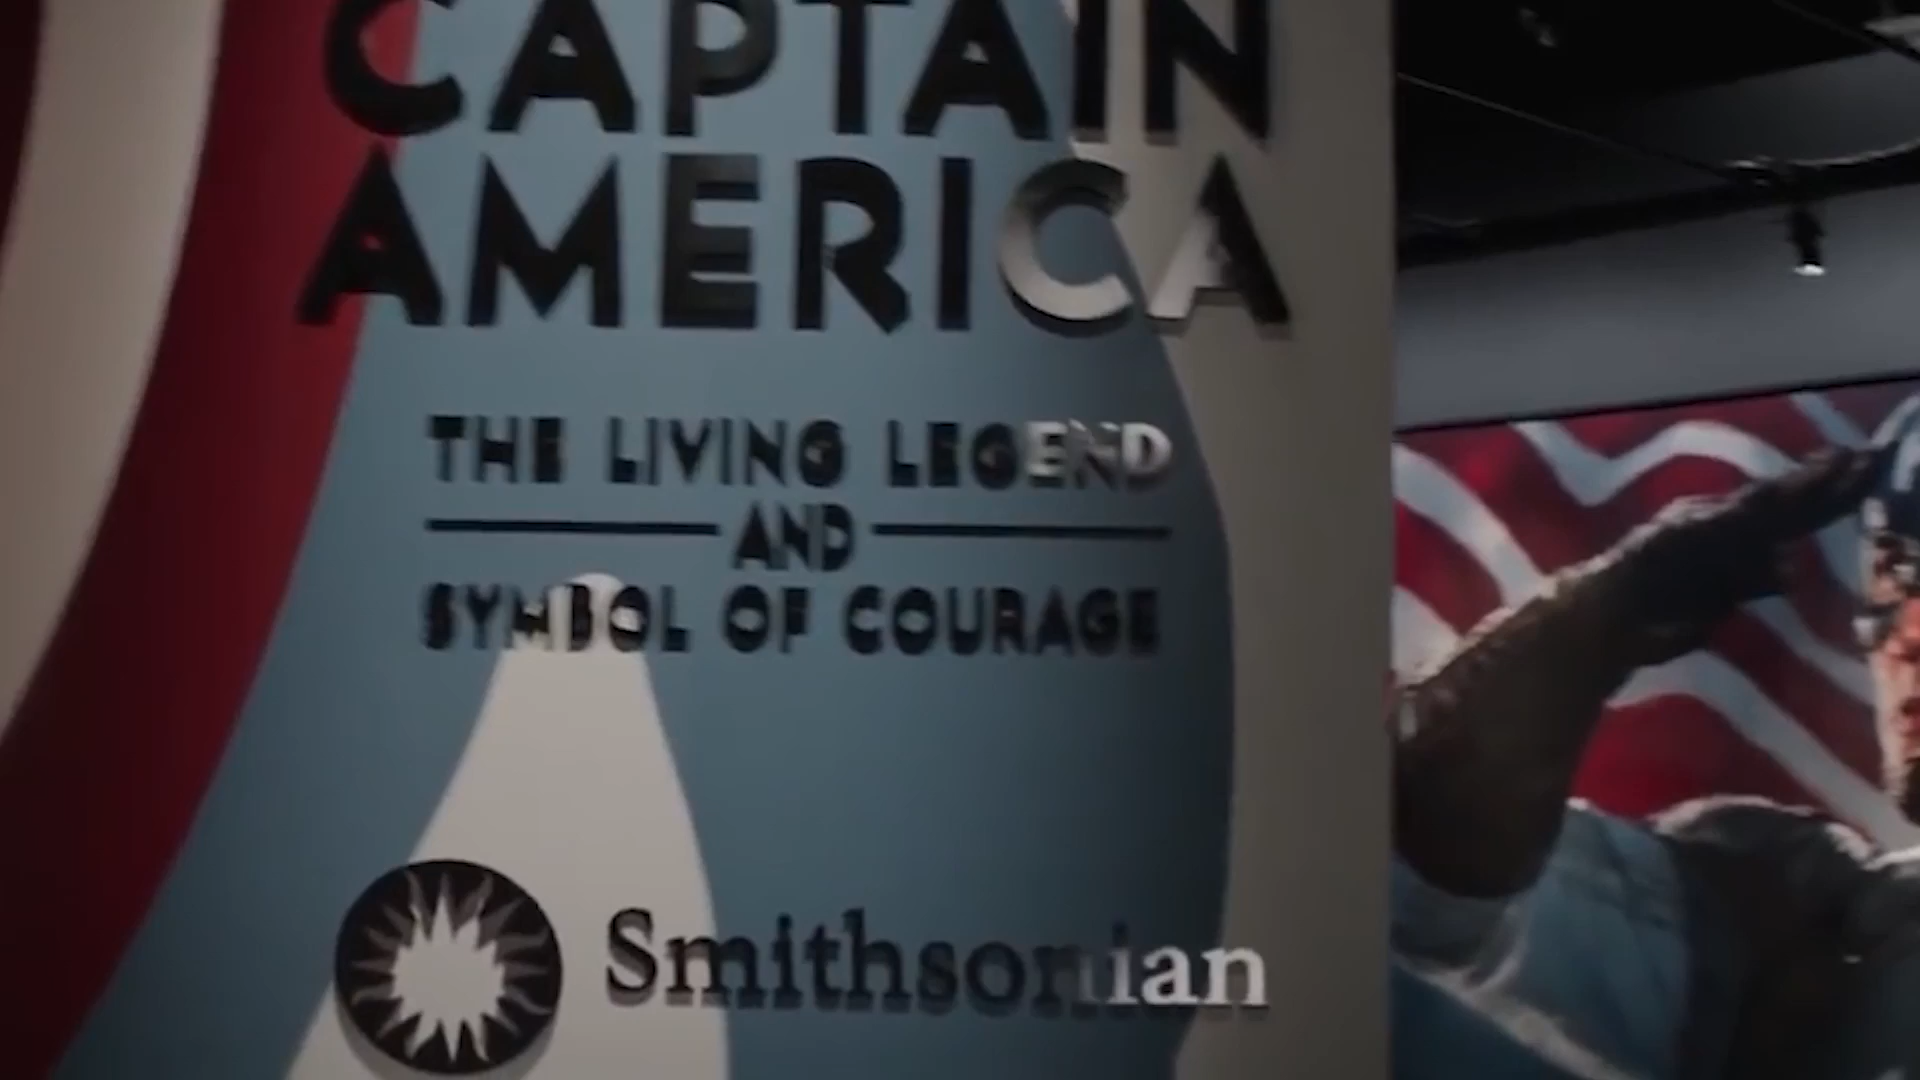 CAPTAIN
AMERICA
THE LIVING LEGEND
AND
SYMBOL OF COURAGE
Smithsonian